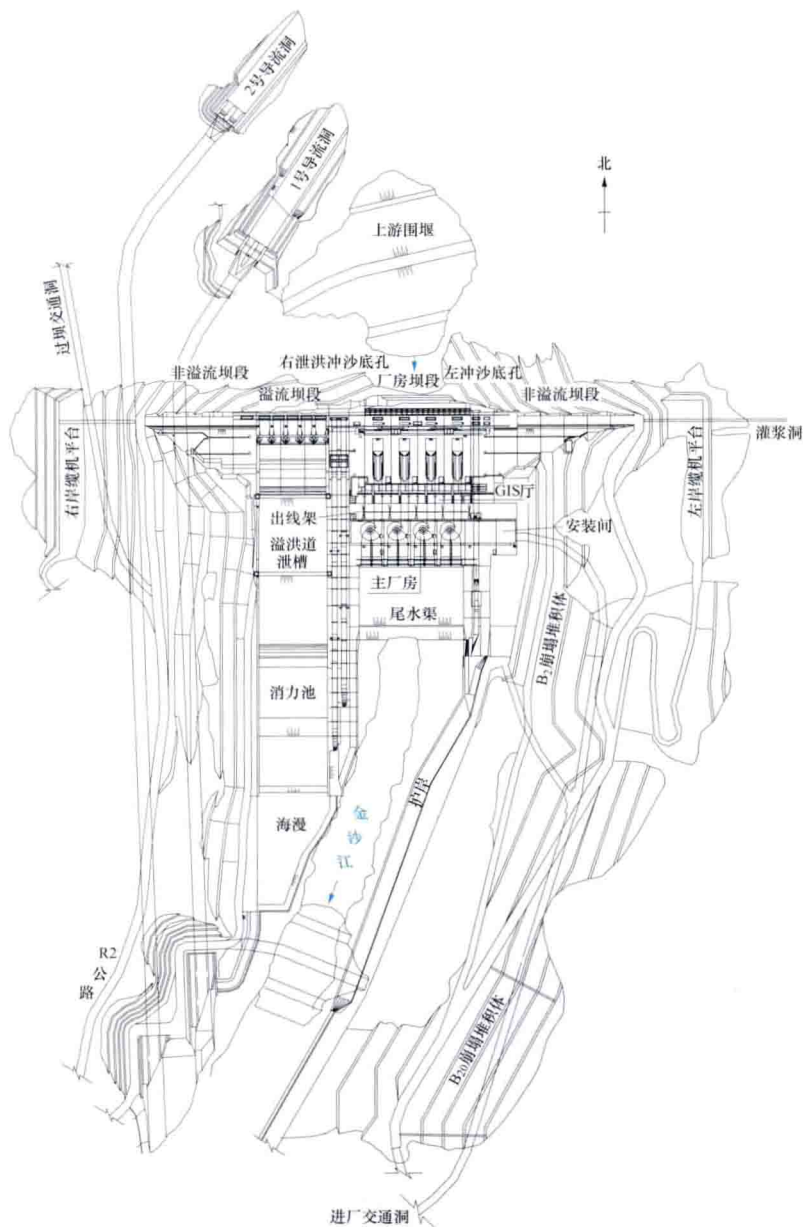 2号导流洞
1号导流洞
北
上游围堰
过坝交通洞
右泄洪冲沙底孔
非溢流坝段
溢流坝段
厂房坝段
左冲沙底孔
非溢流坝段
灌浆洞
右岸缆机平台
左岸缆机平台
GIS厅
出线架
安装间
溢洪道
泄槽
主厂房
尾水渠
B₂崩塌堆积体
消力池
护岸
海漫
金
沙
江
R2
公
路
B₂₀崩塌堆积体
进厂交通洞